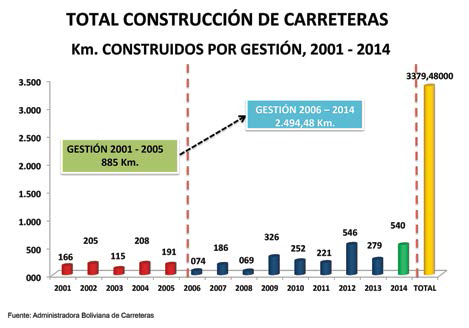 TOTAL CONSTRUCCIÓN DE CARRETERAS
Km. CONSTRUIDOS POR GESTIÓN, 2001 - 2014
3379,48000
3.500
3.000
2.500
2.000
1.500
1.000
500
000
GESTIÓN 2006 – 2014
2.494,48 Km.
GESTIÓN 2001 - 2005
885 Km.
166
205
115
208
191
074
186
069
326
252
221
546
279
540
2001 2002 2003 2004 2005 2006 2007 2008 2009 2010 2011 2012 2013 2014 TOTAL
Fuente: Administradora Boliviana de Carreteras